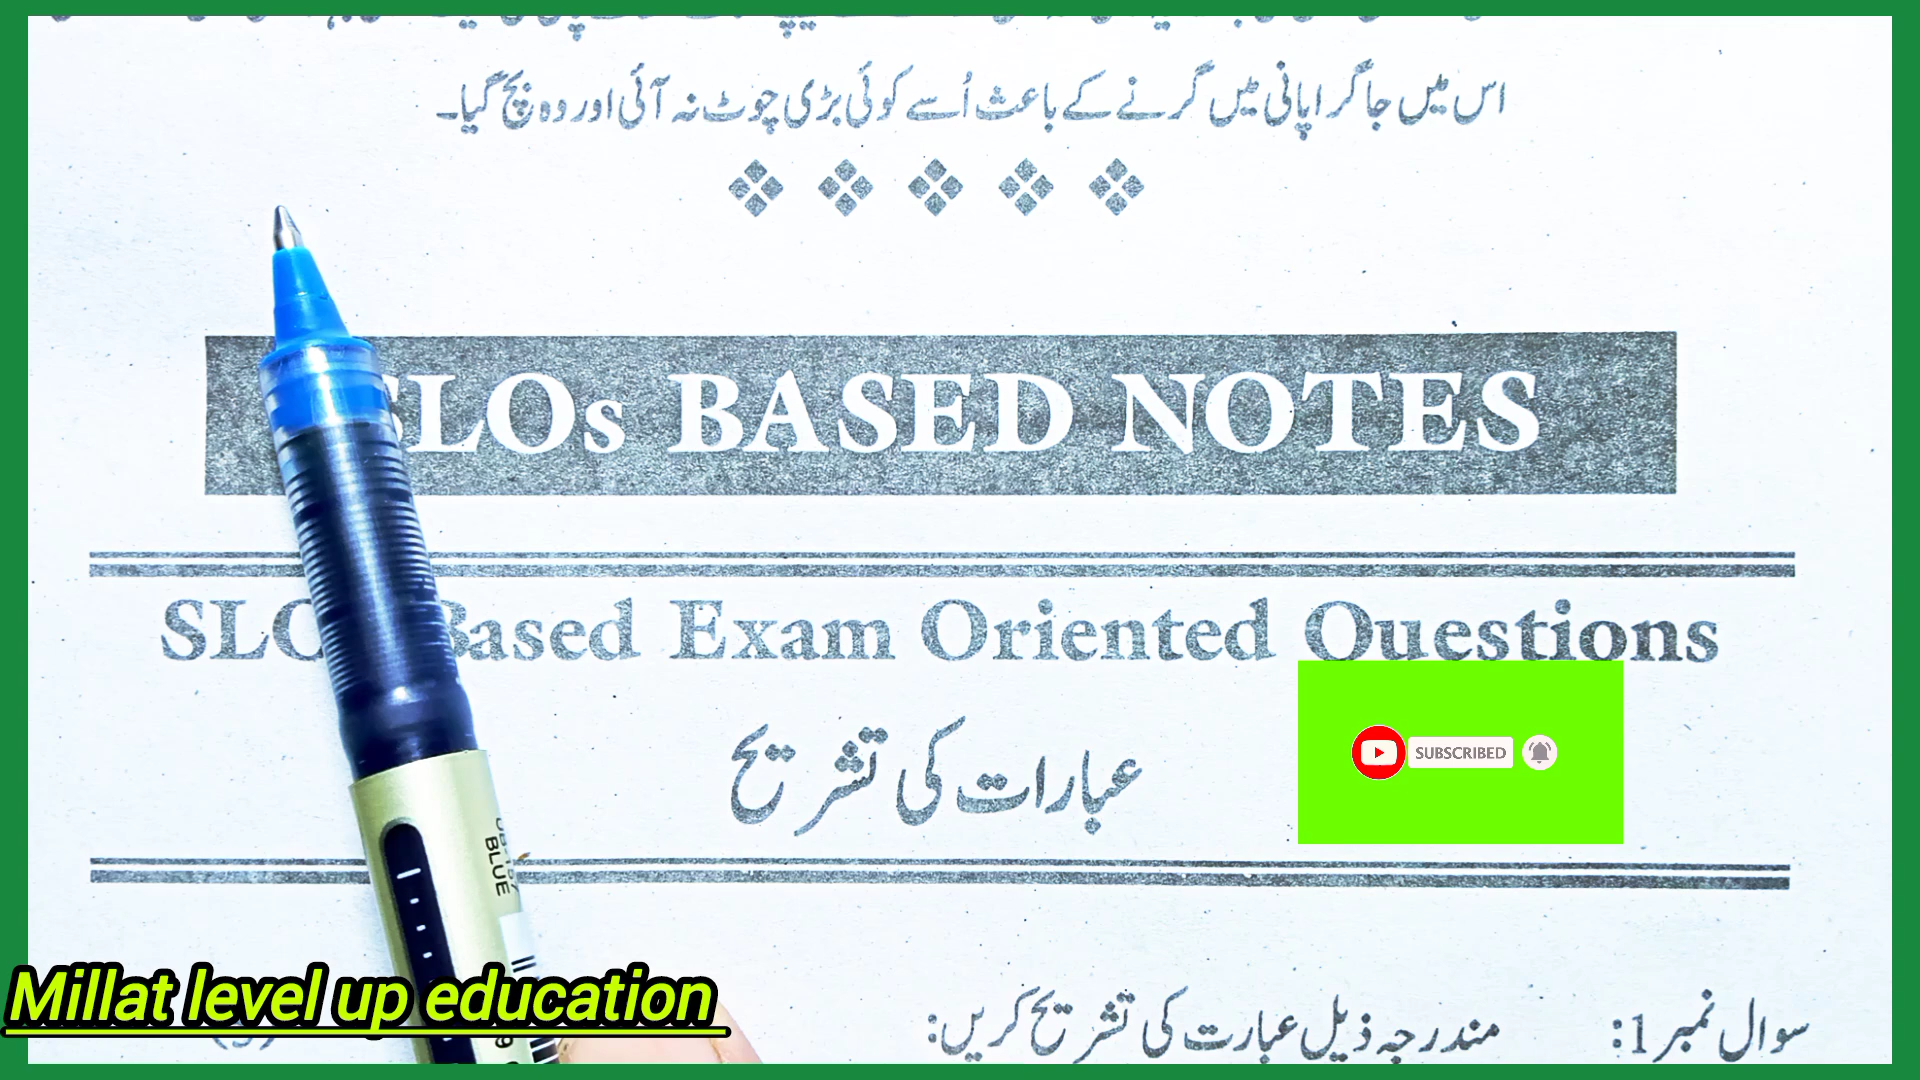 اس میں جا گرا پانی میں گرنے کے باعث اُسے کوئی بڑی چوٹ نہ آئی اور وہ بچ گیا۔
SLOs BASED NOTES
Based Exam Oriented Questions
عبارات کی تشریح
SUBSCRIBED
BLUE
Millat level up education
سوال نمبر 1: مندرجہ ذیل عبارت کی تشریح کریں: